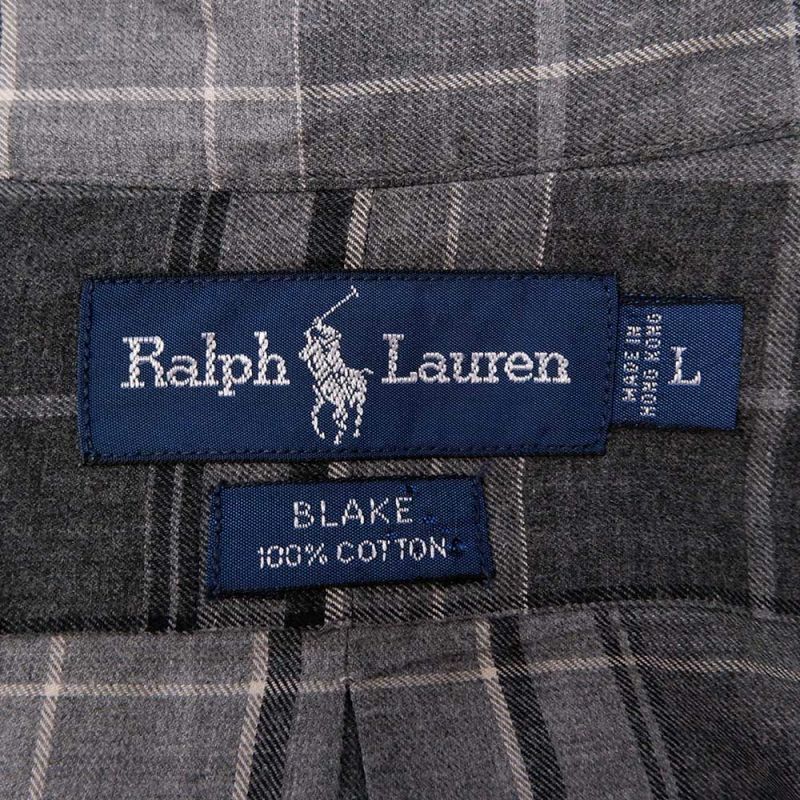 Ralph Lauren
MADE IN
HONG KONG
L
BLAKE
100% COTTON